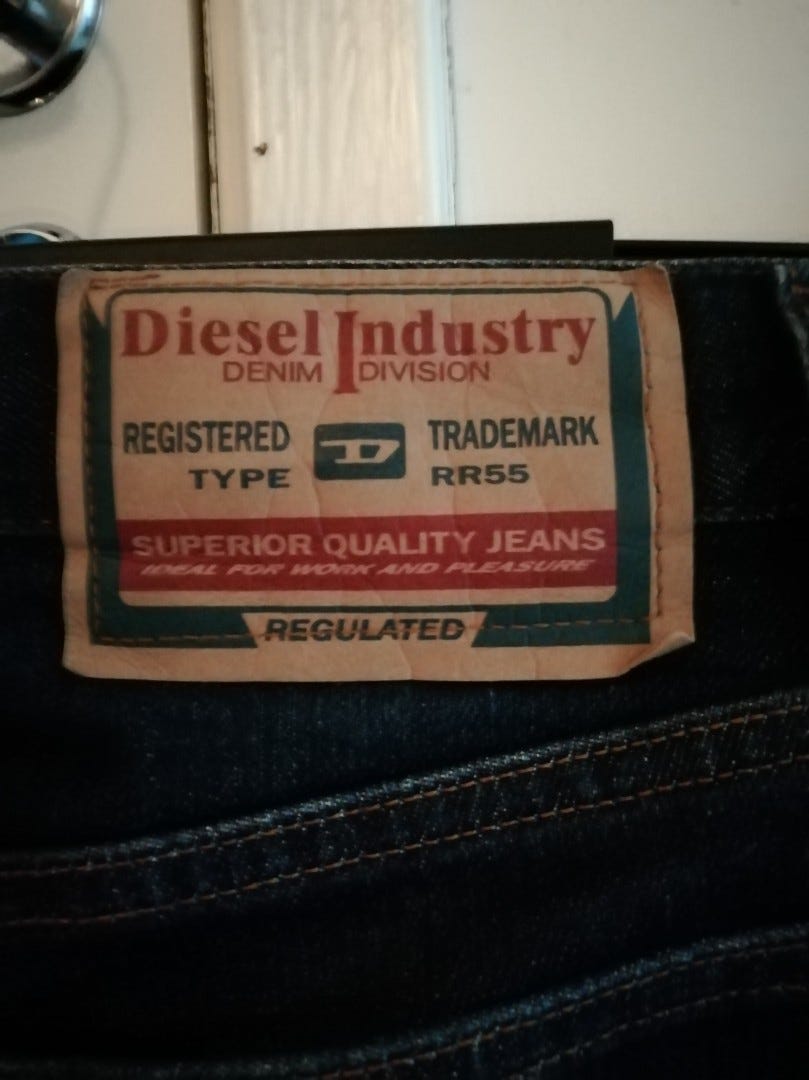 Diesel Industry
DENIM DIVISION
REGISTERED D TRADEMARK
TYPE RR55
SUPERIOR QUALITY JEANS
IDEAL FOR WORK AND PLEASURE
REGULATED